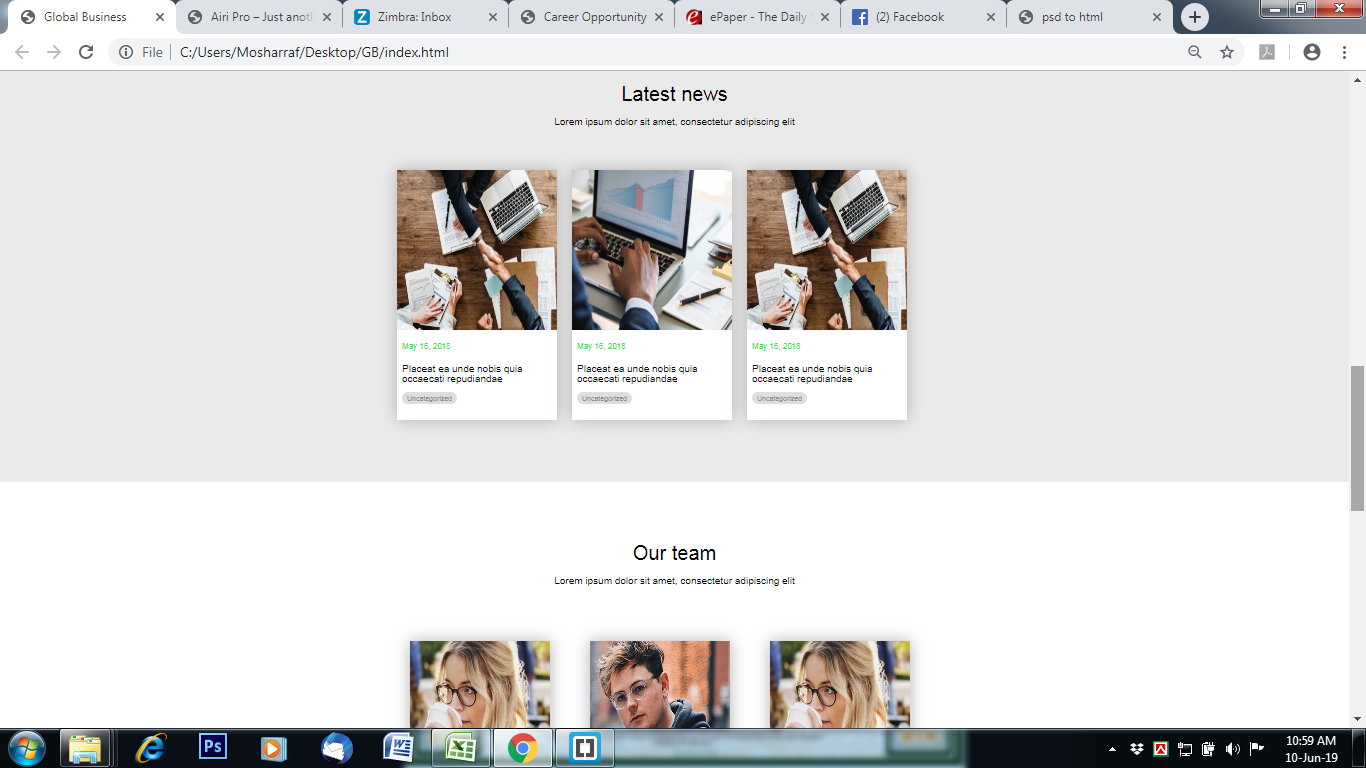 Global Business
Airi Pro – Just anoth
Zimbra: Inbox
Career Opportunity
ePaper - The Daily
(2) Facebook
psd to html
File
C:/Users/Mosharraf/Desktop/GB/index.html
Latest news
Lorem ipsum dolor sit amet, consectetur adipiscing elit
May 16, 2018
Placeat ea unde nobis quia
occaecati repudiandae
Uncategorized
May 16, 2018
Placeat ea unde nobis quia
occaecati repudiandae
Uncategorized
May 16, 2018
Placeat ea unde nobis quia
occaecati repudiandae
Uncategorized
Our team
Lorem ipsum dolor sit amet, consectetur adipiscing elit
Ps
10:59 AM
10-Jun-19